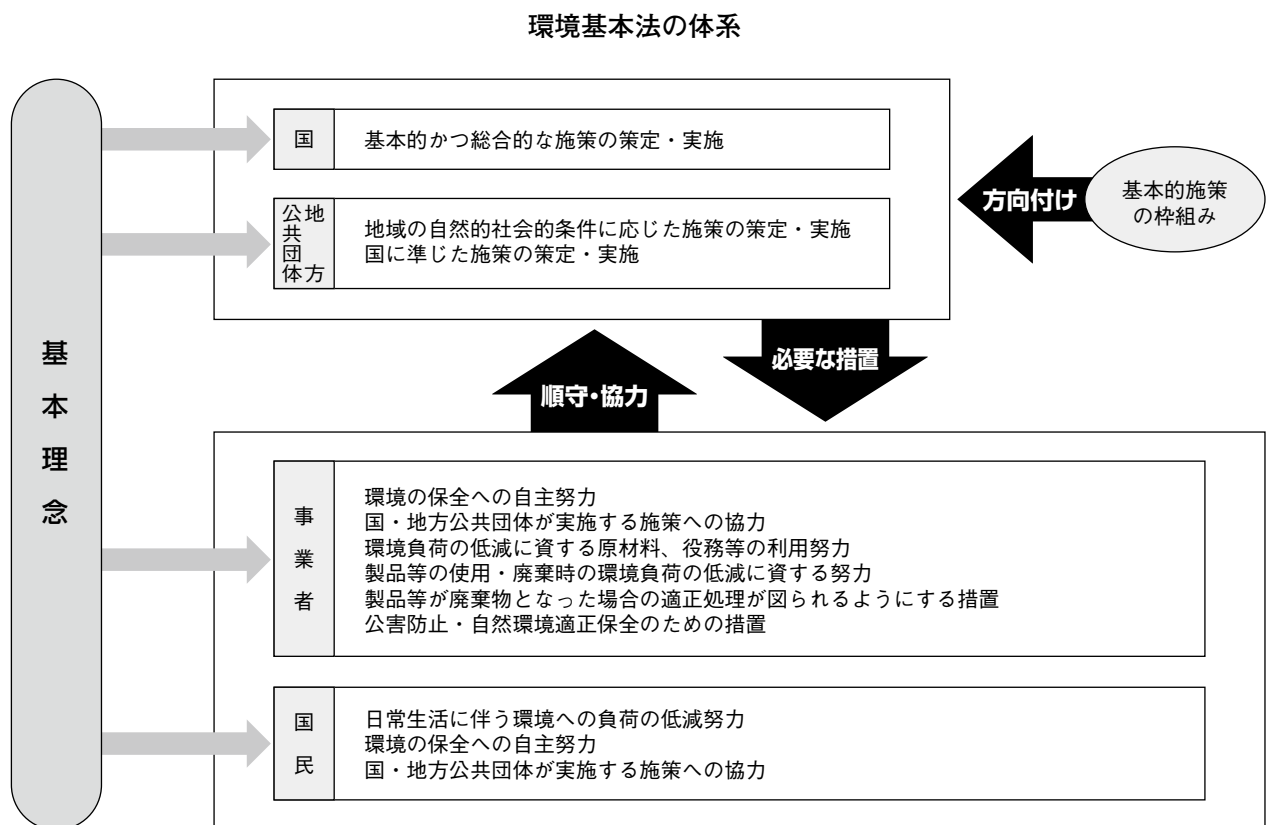 環境基本法の体系
基本理念
国
基本的かつ総合的な施策の策定・実施
地方
公共団体
地域の自然的社会的条件に応じた施策の策定・実施
国に準じた施策の策定・実施
方向付け
基本的施策
の枠組み
順守・協力
必要な措置
事業者
環境の保全への自主努力
国・地方公共団体が実施する施策への協力
環境負荷の低減に資する原材料、役務等の利用努力
製品等の使用・廃棄時の環境負荷の低減に資する努力
製品等が廃棄物となった場合の適正処理が図られるようにする措置
公害防止・自然環境適正保全のための措置
国民
日常生活に伴う環境への負荷の低減努力
環境の保全への自主努力
国・地方公共団体が実施する施策への協力